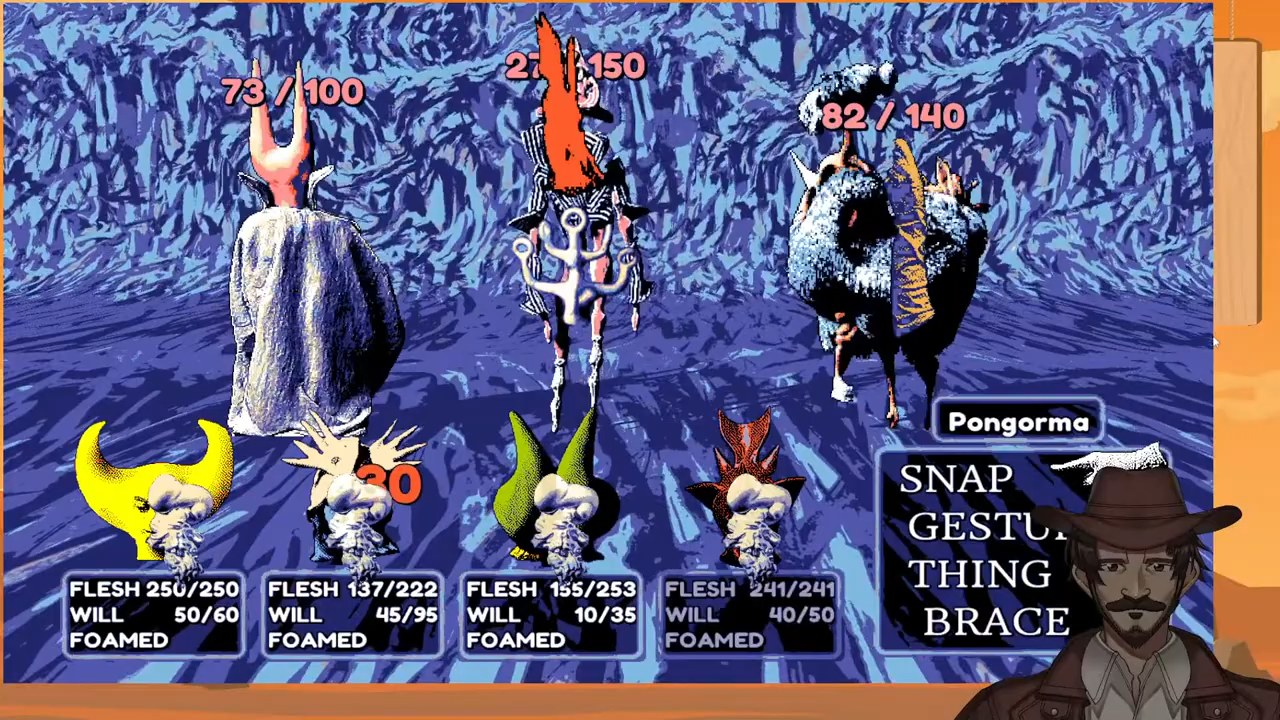 73 / 100
150
82 / 140
30
Pongorma
SNAP
THING
BRACE
FLESH 250/250
WILL 50/60
FOAMED
FLESH 137/222
WILL 45/95
FOAMED
FLESH 155/253
WILL 10/35
FOAMED
FLESH 241/241
WILL 40/50
FOAMED